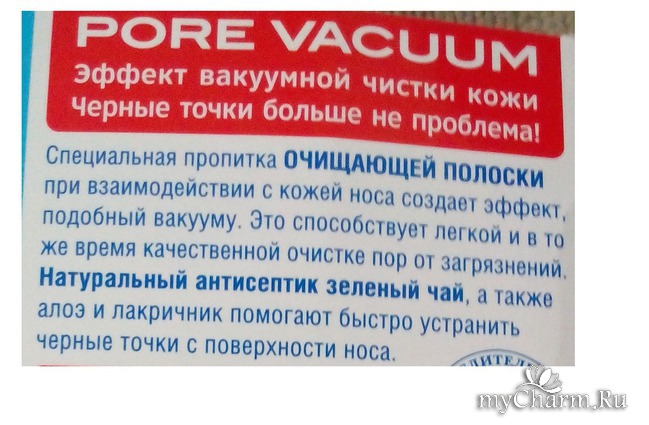 PORE VACUUM
Эффект вакуумной чистки кожи
Черные точки больше не проблема!
Специальная пропитка ОЧИЩАЮЩЕЙ ПОЛОСКИ
при взаимодействии с кожей носа создает эффект,
подобный вакууму. Это способствует легкой и в то
же время качественной очистке пор от загрязнений.
Натуральный антисептик зеленый чай, а также
алоэ и лакричник помогают быстро устранить
черные точки с поверхности носа.
myCharm.Ru